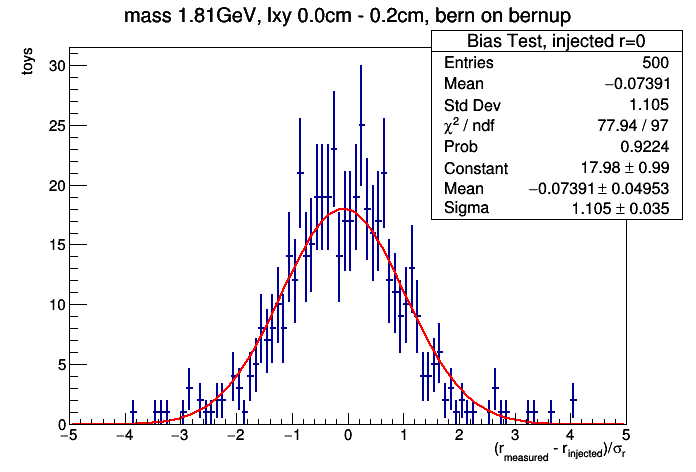 mass 1.81GeV, lxy 0.0cm - 0.2cm, bern on bernup
Bias Test, injected r=0
Entries 500
Mean −0.07391
Std Dev 1.105
χ² / ndf 77.94 / 97
Prob 0.9224
Constant 17.98 ± 0.99
Mean −0.07391 ± 0.04953
Sigma 1.105 ± 0.035
toys
30
25
20
15
10
5
0
−5 −4 −3 −2 −1 0 1 2 3 4 5
(r_measured - r_injected)/σ_r